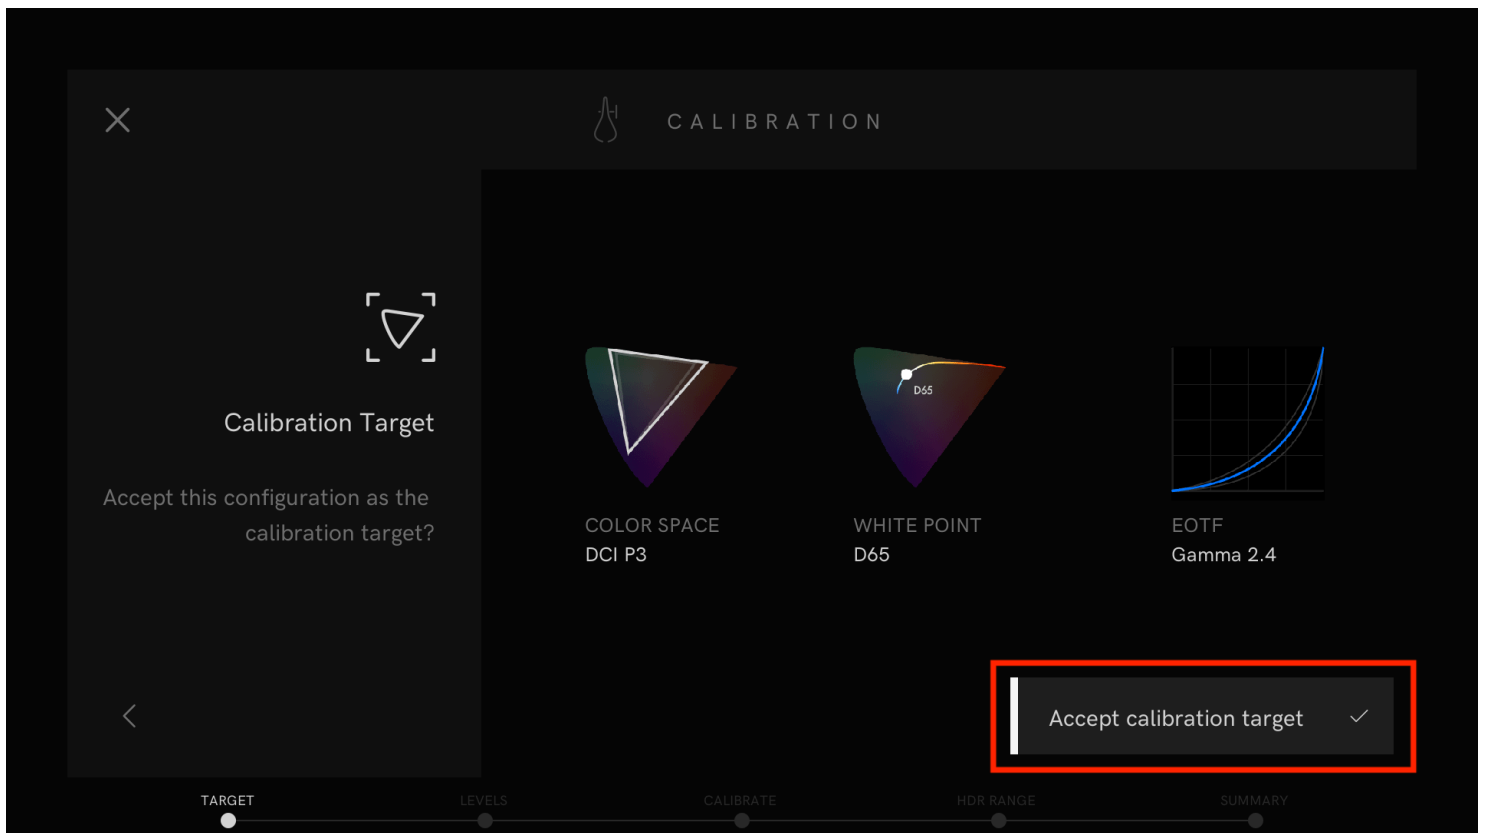 CALIBRATION
Calibration Target
Accept this configuration as the
calibration target?
D65
COLOR SPACE
DCI P3
WHITE POINT
D65
EOTF
Gamma 2.4
Accept calibration target
TARGET
LEVELS
CALIBRATE
HDR RANGE
SUMMARY